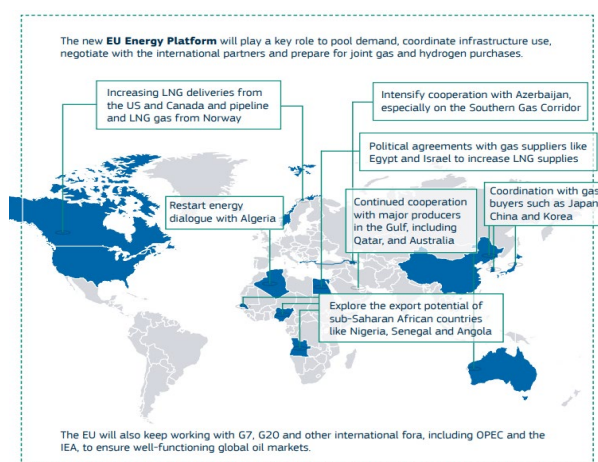 The new EU Energy Platform will play a key role to pool demand, coordinate infrastructure use,
negotiate with the international partners and prepare for joint gas and hydrogen purchases.
Increasing LNG deliveries from
the US and Canada and pipeline
and LNG gas from Norway
Intensify cooperation with Azerbaijan,
especially on the Southern Gas Corridor
Political agreements with gas suppliers like
Egypt and Israel to increase LNG supplies
Restart energy
dialogue with Algeria
Continued cooperation
with major producers
in the Gulf, including
Qatar, and Australia
Coordination with gas
buyers such as Japan
China and Korea
Explore the export potential of
sub-Saharan African countries
like Nigeria, Senegal and Angola
The EU will also keep working with G7, G20 and other international fora, including OPEC and the
IEA, to ensure well-functioning global oil markets.